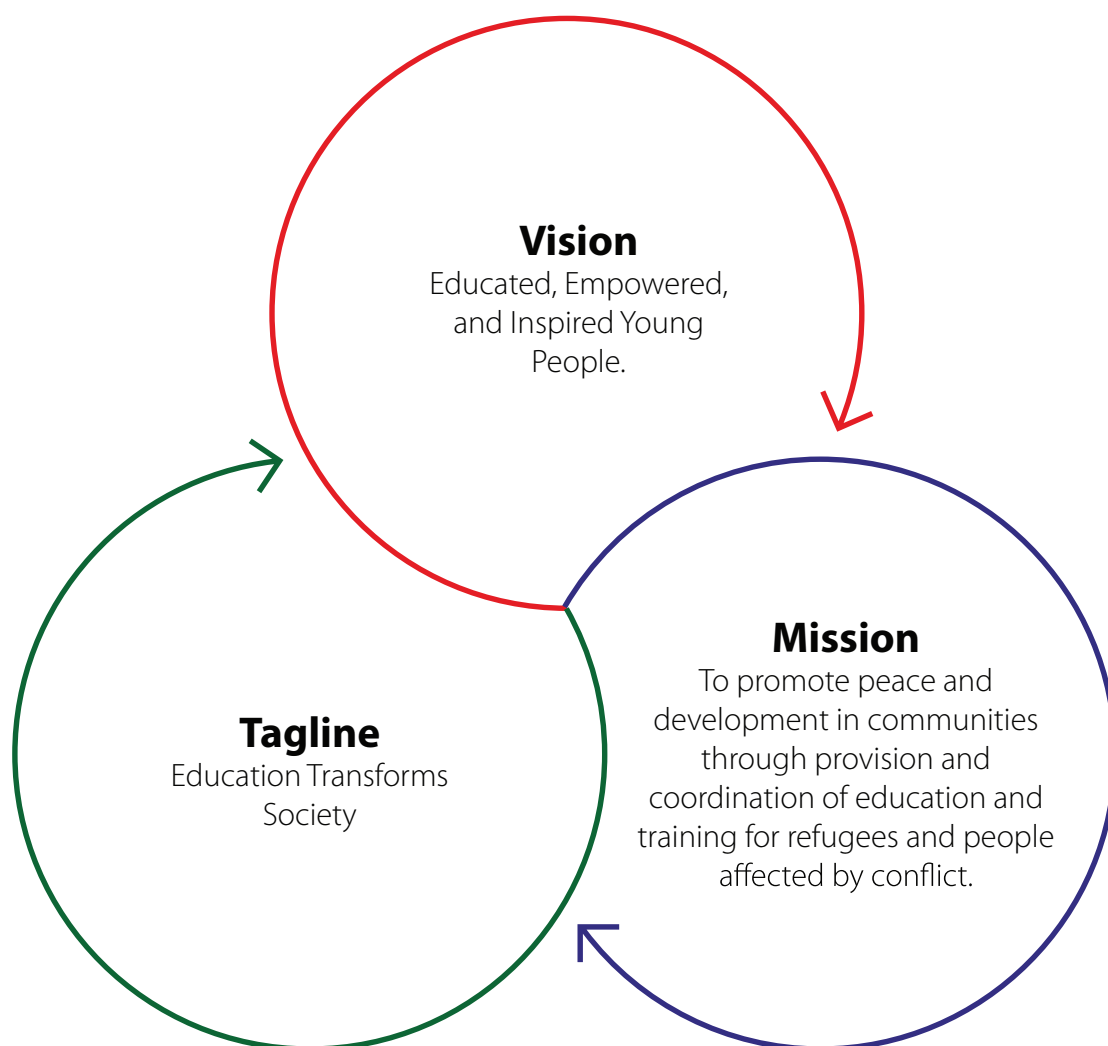 Vision
Educated, Empowered,
and Inspired Young
People.
Mission
To promote peace and
development in communities
through provision and
coordination of education and
training for refugees and people
affected by conflict.
Tagline
Education Transforms
Society